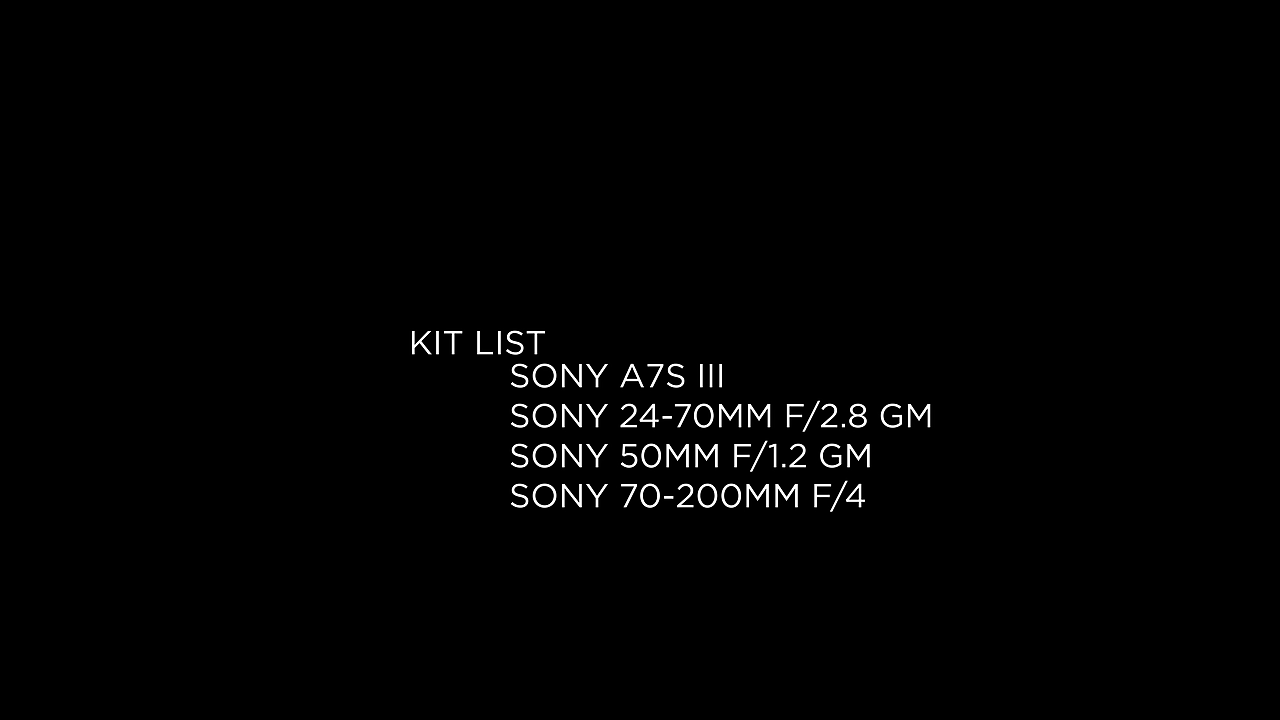 KIT LIST
SONY A7S III
SONY 24-70MM F/2.8 GM
SONY 50MM F/1.2 GM
SONY 70-200MM F/4